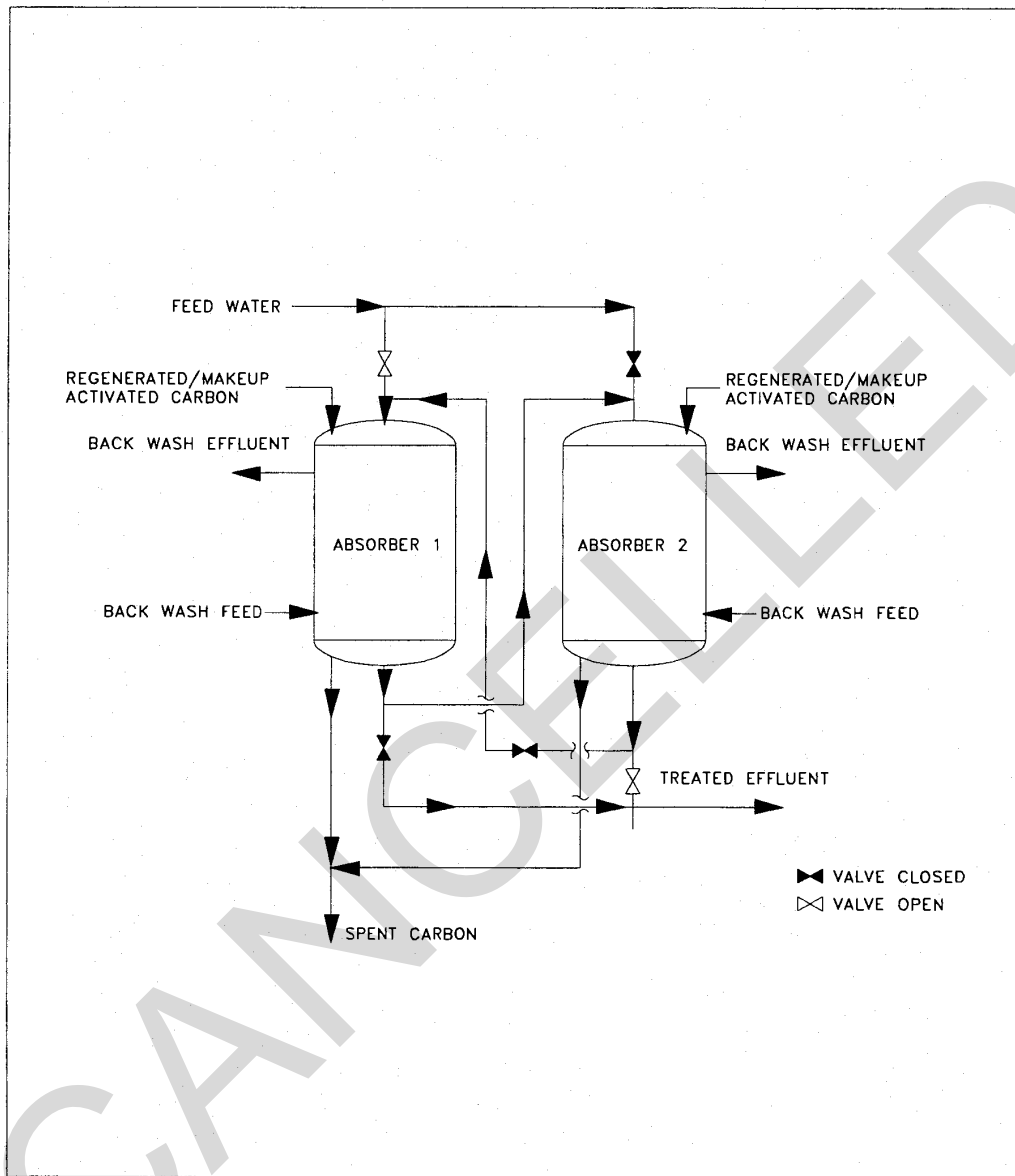 FEED WATER
REGENERATED/MAKEUP
ACTIVATED CARBON
REGENERATED/MAKEUP
ACTIVATED CARBON
BACK WASH EFFLUENT
BACK WASH EFFLUENT
ABSORBER 1
ABSORBER 2
BACK WASH FEED
BACK WASH FEED
TREATED EFFLUENT
VALVE CLOSED
VALVE OPEN
SPENT CARBON
CANCELLED